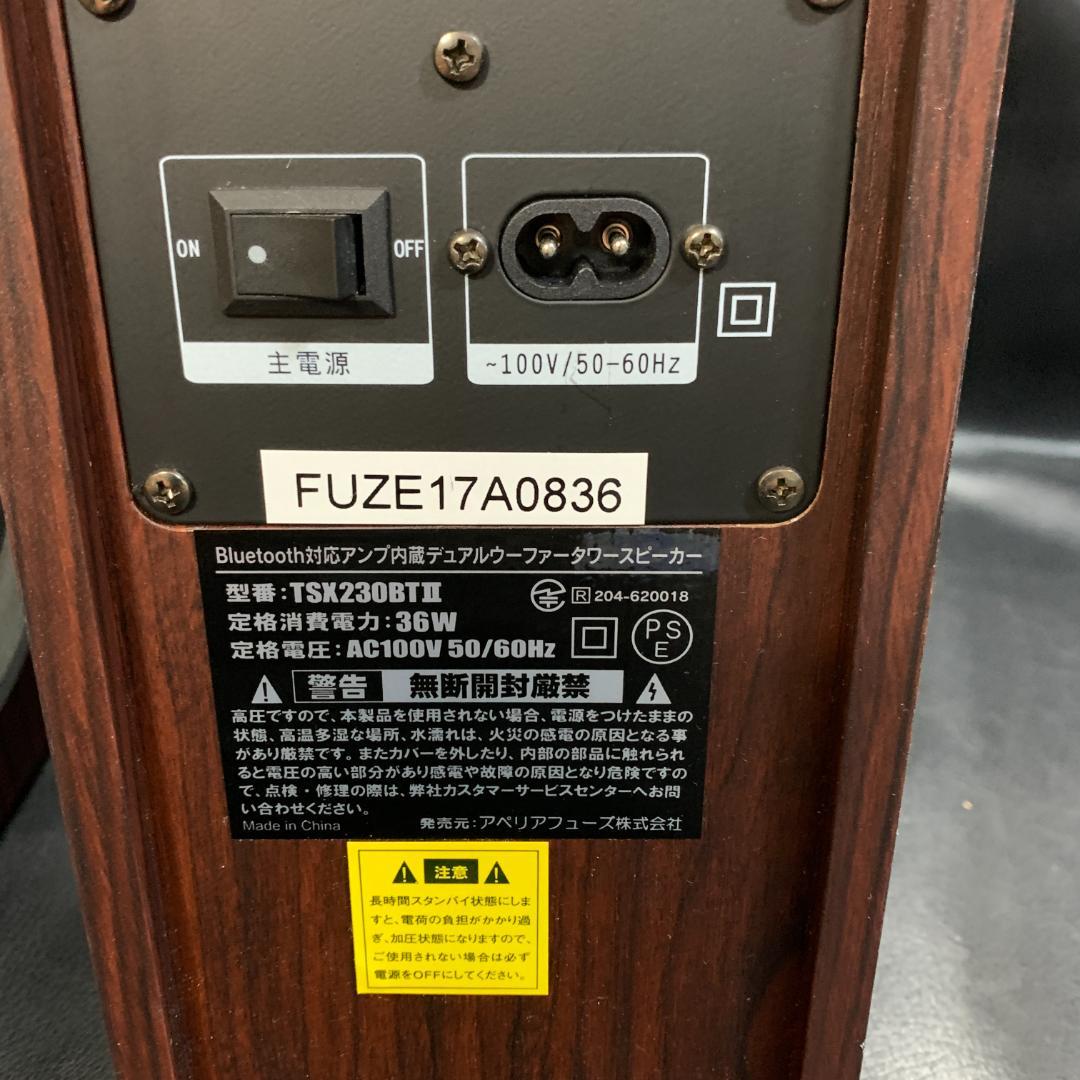 ON
OFF
主電源
~100V/50-60Hz
FUZE17A0836
Bluetooth対応アンプ内蔵デュアルウーファータワースピーカー
型番:TSX230BTⅡ
R 204-620018
定格消費電力:36W
PSE
定格電圧:AC100V 50/60Hz
警告 無断開封厳禁
高圧ですので、本製品を使用されない場合、電源をつけたままの
状態、高温多湿な場所、水濡れは、火災の感電の原因となる事
があり厳禁です。またカバーを外したり、内部の部品に触れられ
ると電圧の高い部分があり感電や故障の原因となり危険ですの
で、点検・修理の際は、弊社カスタマーサービスセンターへお問
い合わせください。
Made in China
発売元:アペリアフューズ株式会社
注意
長時間スタンバイ状態にしま
すと、電荷の負担がかかり過
ぎ、加圧状態になりますので、
ご使用されない場合は必ず
電源をOFFにしてください。